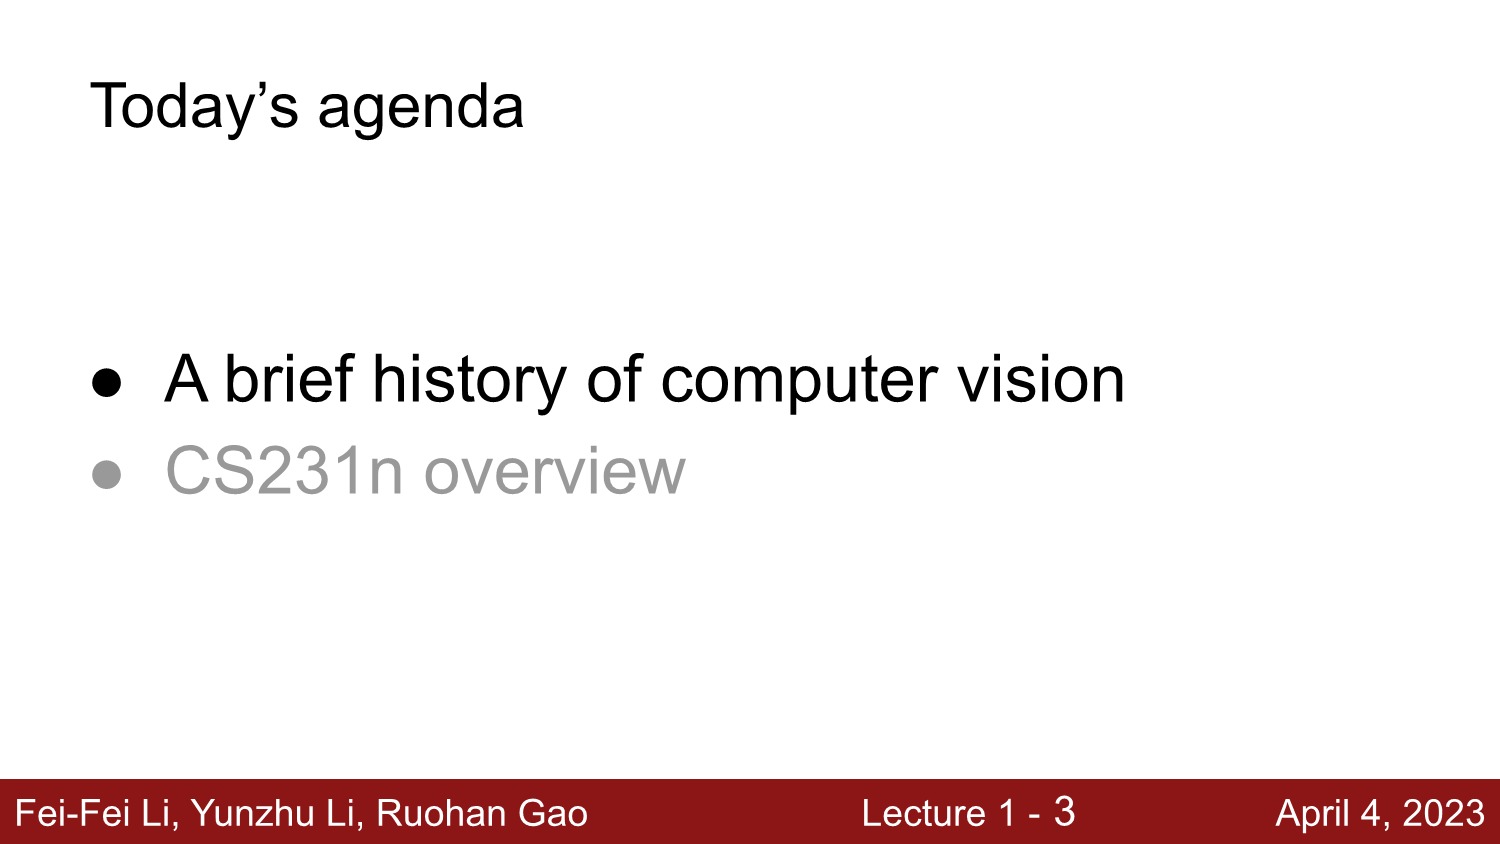 Today’s agenda
● A brief history of computer vision
● CS231n overview
Fei-Fei Li, Yunzhu Li, Ruohan Gao Lecture 1 - 3 April 4, 2023